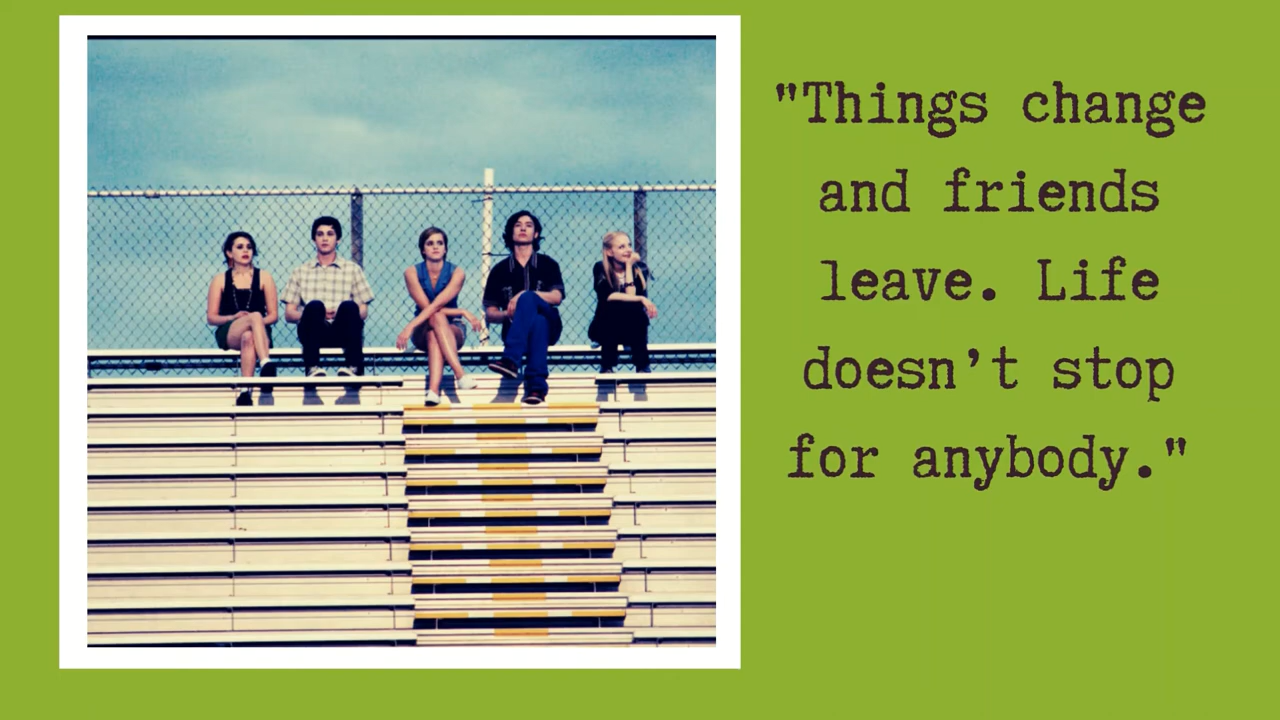 "Things change
and friends
leave. Life
doesn't stop
for anybody."